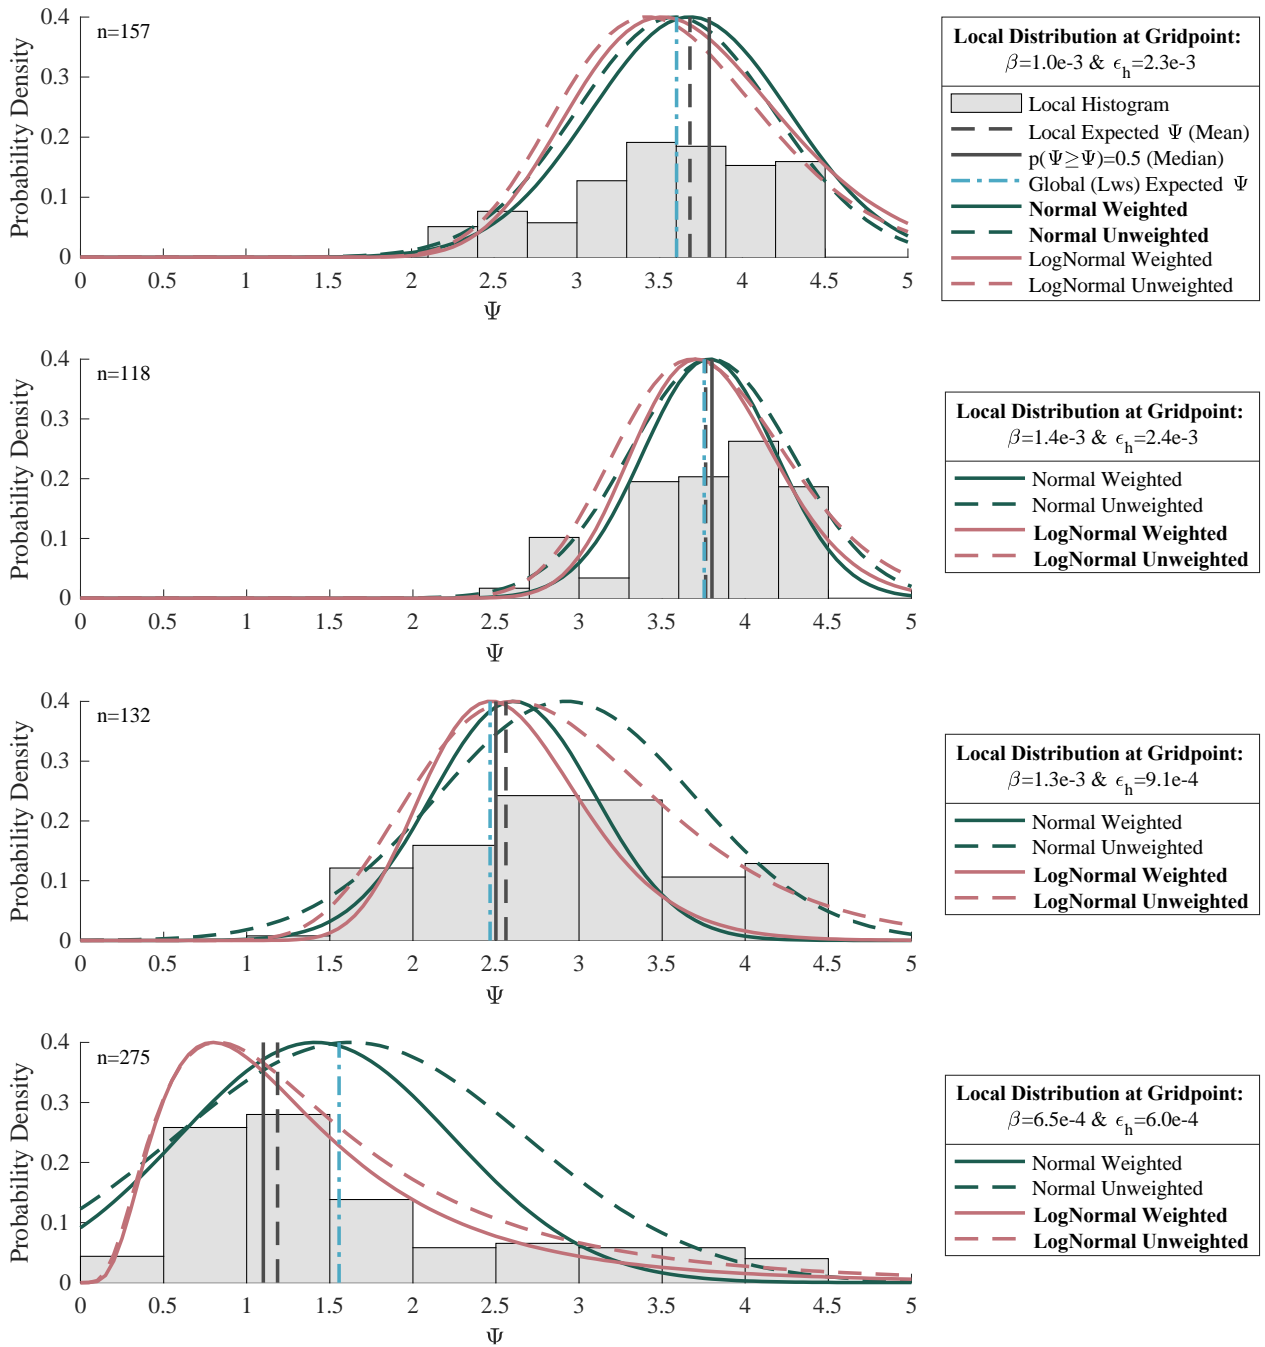 n=157
Probability Density
0.4
0.3
0.2
0.1
0
0 0.5 1 1.5 2 2.5 3 3.5 4 4.5 5
Ψ
Local Distribution at Gridpoint:
β=1.0e-3 & ϵh=2.3e-3
Local Histogram
Local Expected Ψ (Mean)
p(Ψ≥Ψ)=0.5 (Median)
Global (Lws) Expected Ψ
Normal Weighted
Normal Unweighted
LogNormal Weighted
LogNormal Unweighted
n=118
Probability Density
0.4
0.3
0.2
0.1
0
0 0.5 1 1.5 2 2.5 3 3.5 4 4.5 5
Ψ
Local Distribution at Gridpoint:
β=1.4e-3 & ϵh=2.4e-3
Normal Weighted
Normal Unweighted
LogNormal Weighted
LogNormal Unweighted
n=132
Probability Density
0.4
0.3
0.2
0.1
0
0 0.5 1 1.5 2 2.5 3 3.5 4 4.5 5
Ψ
Local Distribution at Gridpoint:
β=1.3e-3 & ϵh=9.1e-4
Normal Weighted
Normal Unweighted
LogNormal Weighted
LogNormal Unweighted
n=275
Probability Density
0.4
0.3
0.2
0.1
0
0 0.5 1 1.5 2 2.5 3 3.5 4 4.5 5
Ψ
Local Distribution at Gridpoint:
β=6.5e-4 & ϵh=6.0e-4
Normal Weighted
Normal Unweighted
LogNormal Weighted
LogNormal Unweighted